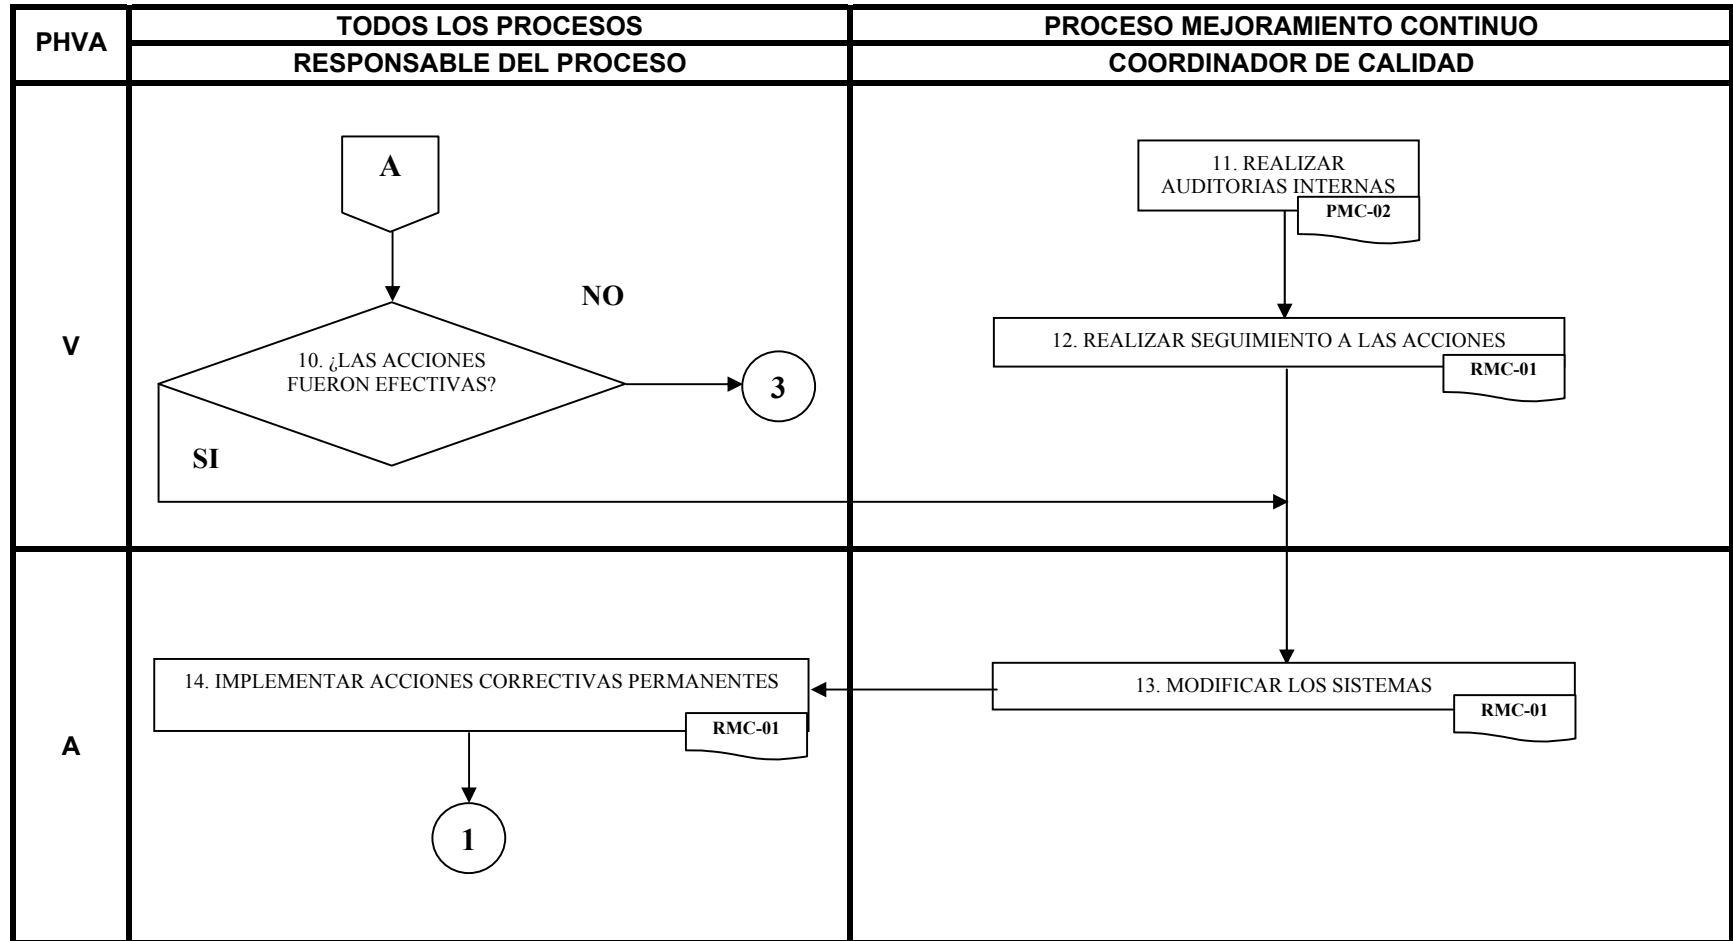 PHVA
TODOS LOS PROCESOS
PROCESO MEJORAMIENTO CONTINUO
RESPONSABLE DEL PROCESO
COORDINADOR DE CALIDAD
V
A
NO
10. ¿LAS ACCIONES
FUERON EFECTIVAS?
3
SI
11. REALIZAR
AUDITORIAS INTERNAS
PMC-02
12. REALIZAR SEGUIMIENTO A LAS ACCIONES
RMC-01
A
14. IMPLEMENTAR ACCIONES CORRECTIVAS PERMANENTES
RMC-01
1
13. MODIFICAR LOS SISTEMAS
RMC-01